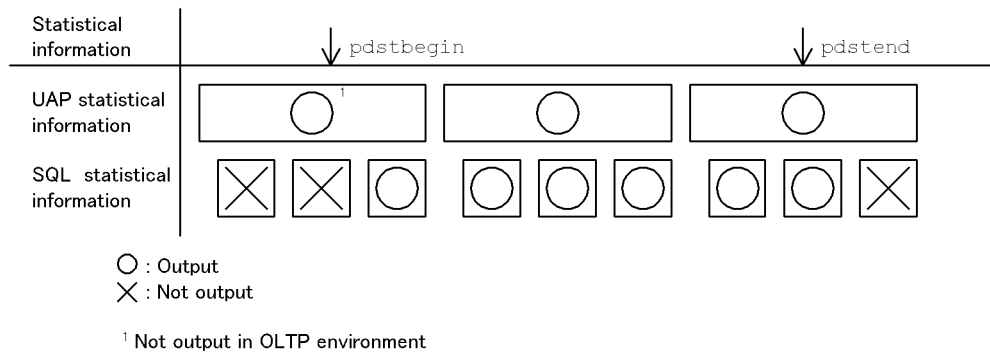 Statistical
information
pdstbegin
pdstend
UAP statistical
information
1
SQL statistical
information
: Output
: Not output
1 Not output in OLTP environment